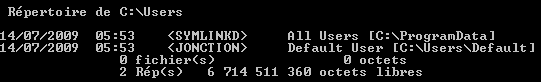 Répertoire de C:\Users
14/07/2009 05:53 <SYMLINKD> All Users [C:\ProgramData]
14/07/2009 05:53 <JONCTION> Default User [C:\Users\Default]
0 fichier(s) 0 octets
2 Rép(s) 6 714 511 360 octets libres